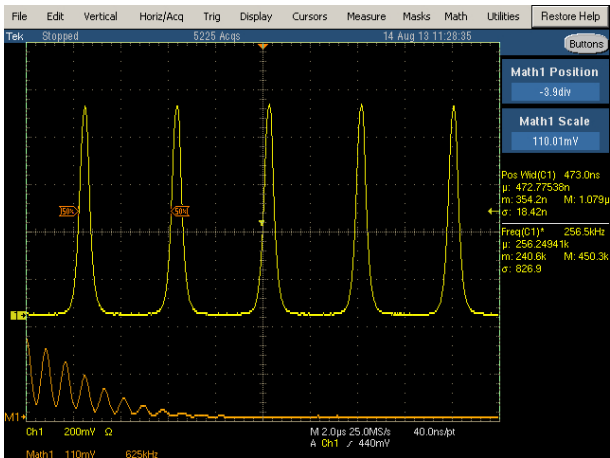 File Edit Vertical Horiz/Acq Trig Display Cursors Measure Masks Math Utilities Restore Help
Tek Stopped 5225 Acqs 14 Aug 13 11:28:35
Buttons
Math1 Position
-3.9div
Math1 Scale
110.01mV
Pos Wid(C1) 473.0ns
µ: 472.77538n
m: 354.2n M: 1.079µ
σ: 18.42n
50% 50%
Freq(C1)* 256.5kHz
µ: 256.24941k
m: 240.6k M: 450.3k
σ: 826.9
1
M1
Ch1 200mV Ω M 2.0µs 25.0MS/s 40.0ns/pt
A Ch1 ⁄ 440mV
Math1 110mV 625kHz